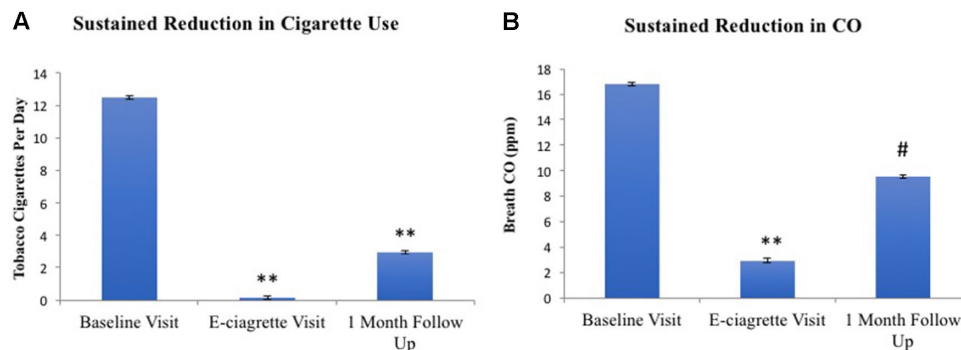 A
Sustained Reduction in Cigarette Use
Tobacco Cigarettes Per Day
14
12
10
8
6
4
2
0
**
**
Baseline Visit
E-ciagrette Visit
1 Month Follow
Up
B
Sustained Reduction in CO
Breath CO (ppm)
18
16
14
12
10
8
6
4
2
0
**
#
Baseline Visit
E-ciagrette Visit
1 Month Follow
Up